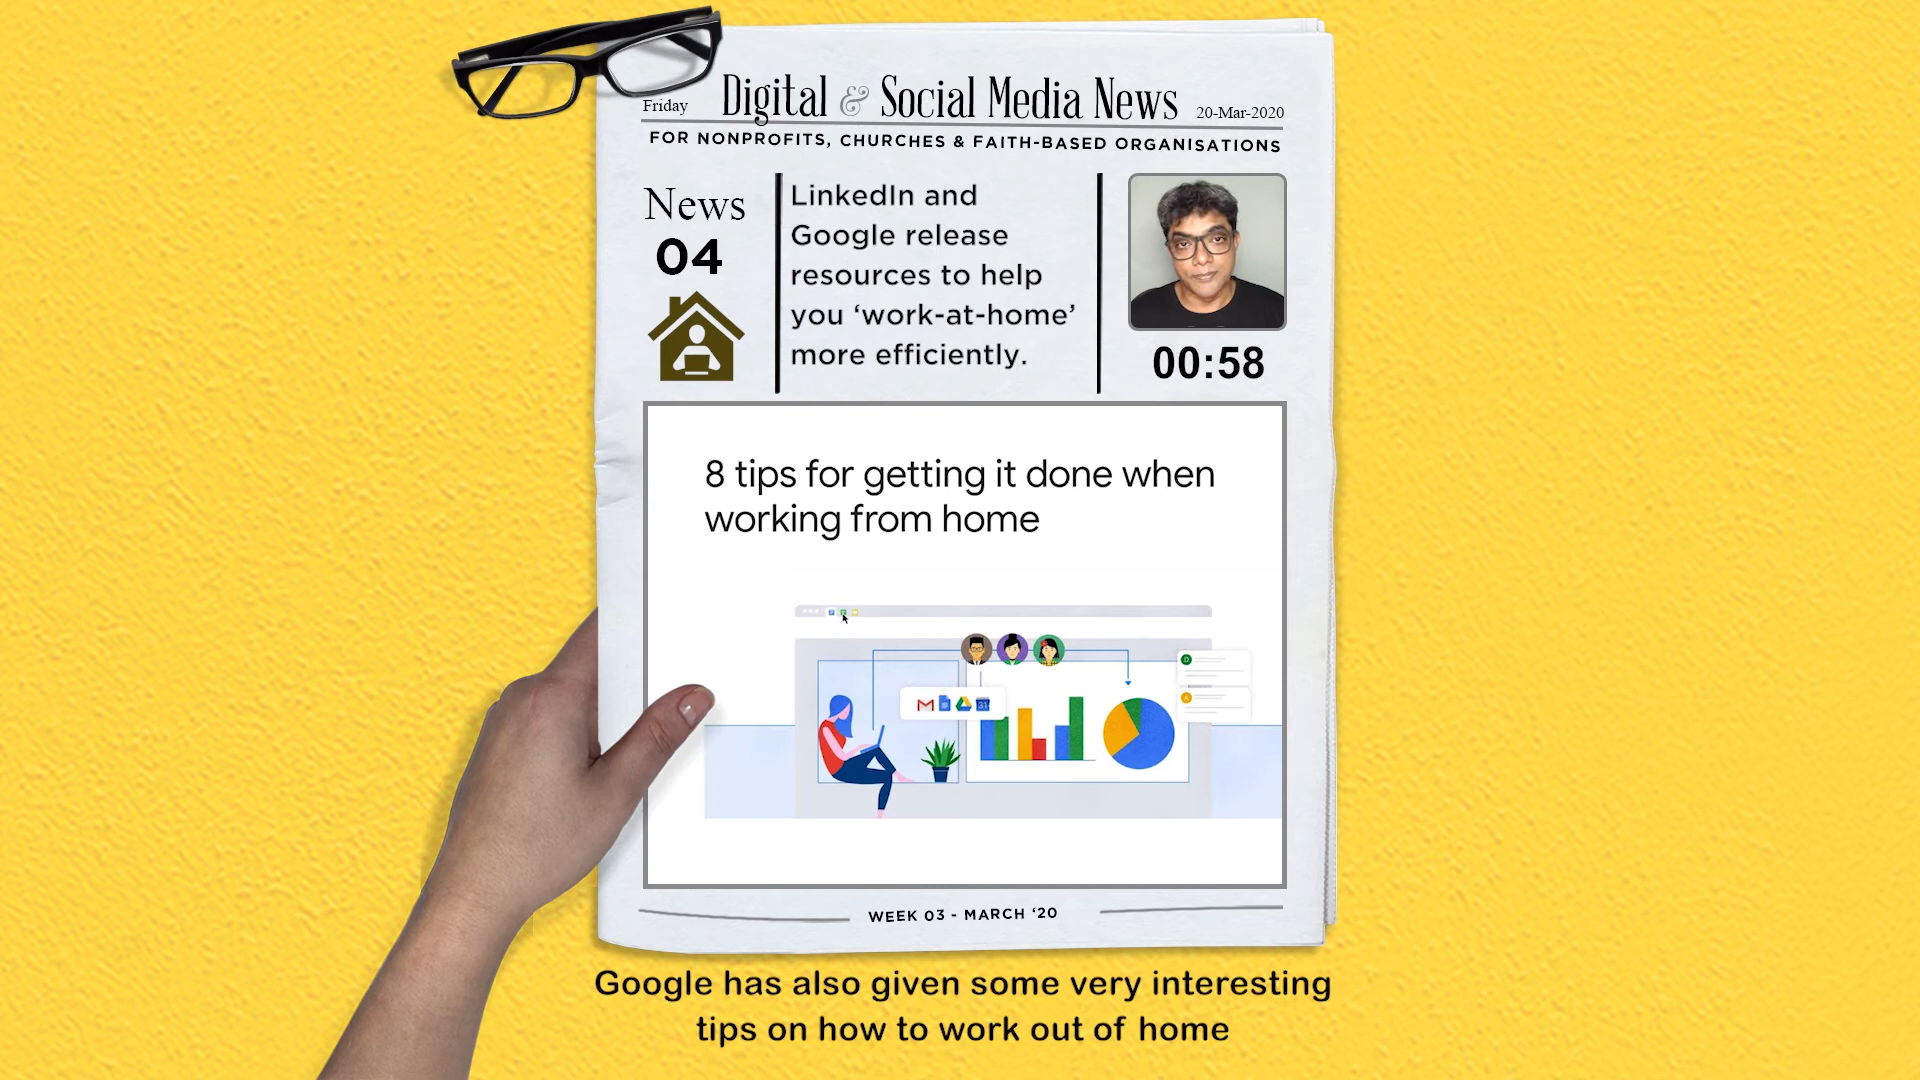 Friday
Digital & Social Media News
20-Mar-2020
FOR NONPROFITS, CHURCHES & FAITH-BASED ORGANISATIONS
News
04
LinkedIn and
Google release
resources to help
you ‘work-at-home’
more efficiently.
00:58
8 tips for getting it done when
working from home
31
WEEK 03 - MARCH ‘20
Google has also given some very interesting
tips on how to work out of home